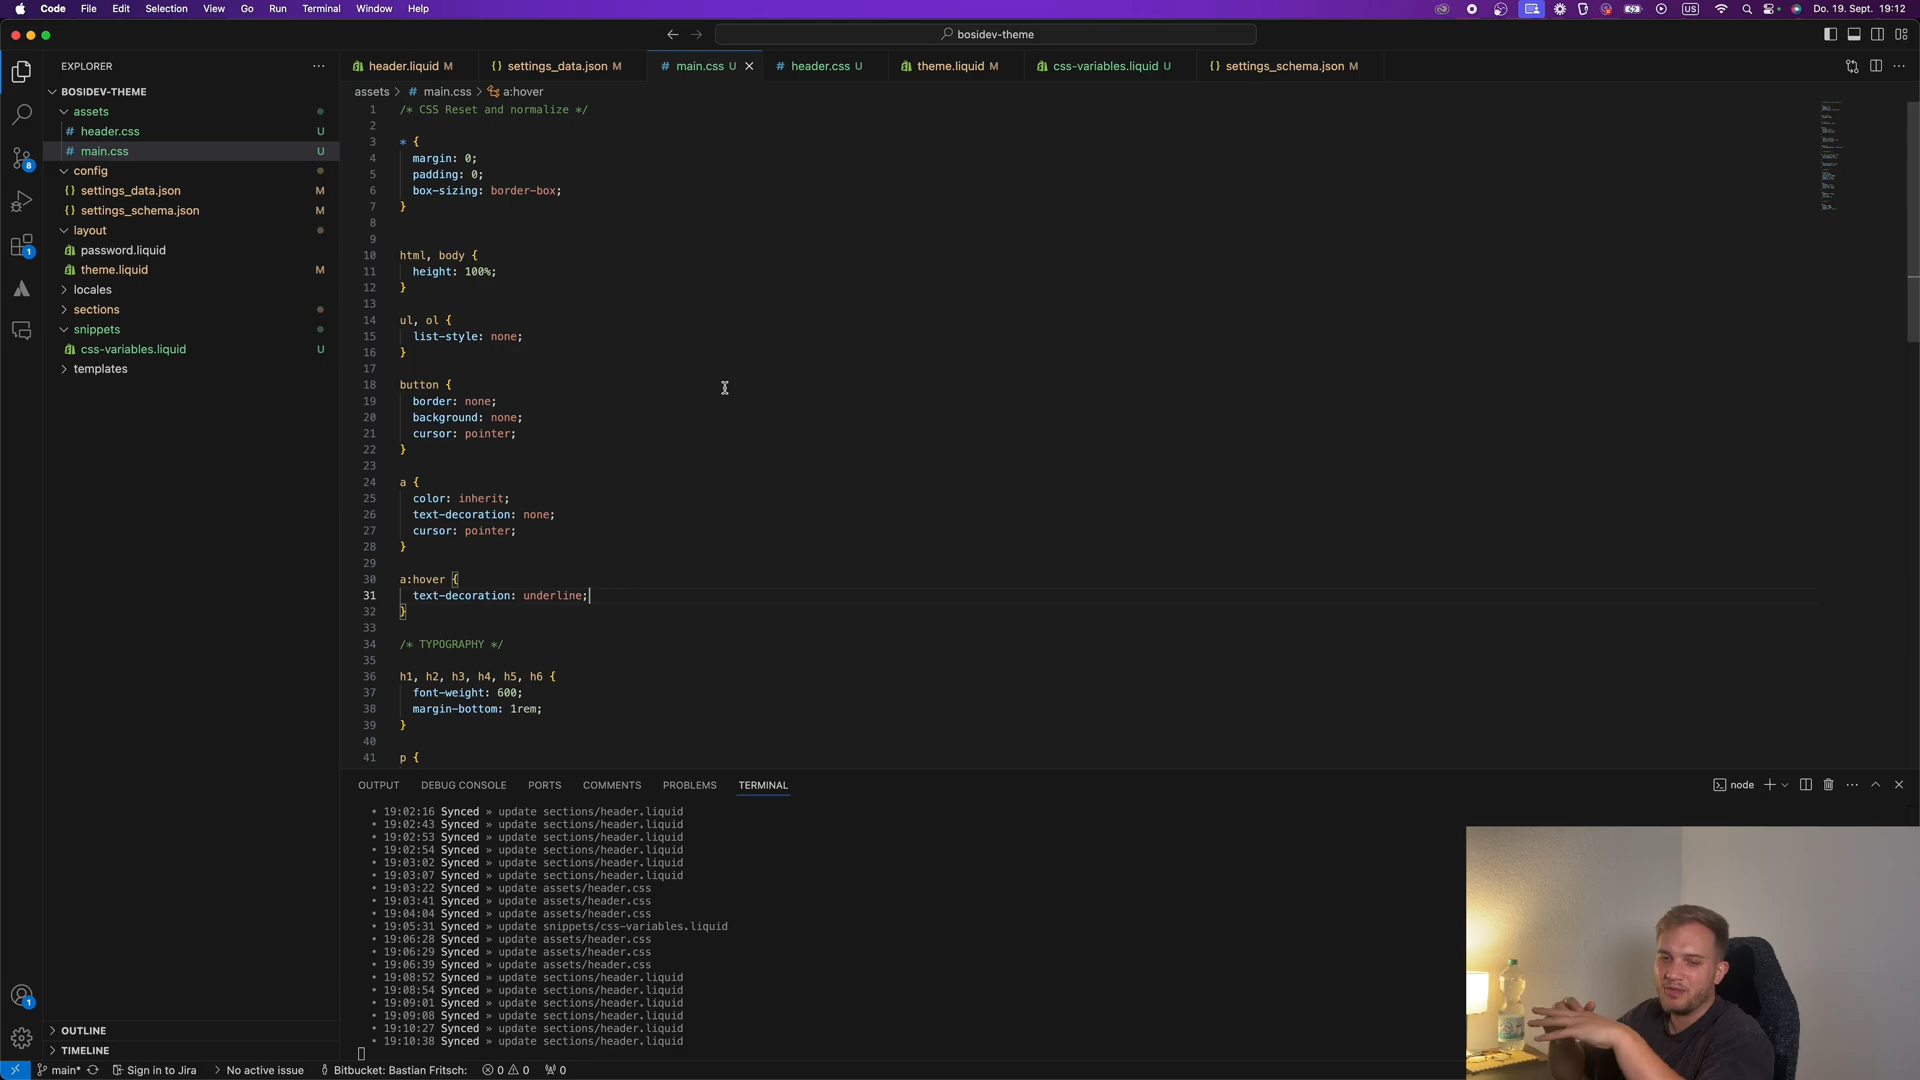 Code File Edit Selection View Go Run Terminal Window Help
US Do. 19. Sept. 19:12
bosidev-theme
EXPLORER
BOSIDEV-THEME
assets
# header.css U
# main.css U
config
{} settings_data.json M
{} settings_schema.json M
layout
password.liquid
theme.liquid M
locales
sections
snippets
css-variables.liquid U
templates
OUTLINE
TIMELINE
8
1
1
header.liquid M settings_data.json M # main.css U # header.css U theme.liquid M css-variables.liquid U {} settings_schema.json M
assets > # main.css > a:hover
1 /* CSS Reset and normalize */
2
3 * {
4 margin: 0;
5 padding: 0;
6 box-sizing: border-box;
7 }
8
9
10 html, body {
11 height: 100%;
12 }
13
14 ul, ol {
15 list-style: none;
16 }
17
18 button {
19 border: none;
20 background: none;
21 cursor: pointer;
22 }
23
24 a {
25 color: inherit;
26 text-decoration: none;
27 cursor: pointer;
28 }
29
30 a:hover {
31 text-decoration: underline;
32 }
33
34 /* TYPOGRAPHY */
35
36 h1, h2, h3, h4, h5, h6 {
37 font-weight: 600;
38 margin-bottom: 1rem;
39 }
40
41 p {
OUTPUT DEBUG CONSOLE PORTS COMMENTS PROBLEMS TERMINAL
node
• 19:02:16 Synced » update sections/header.liquid
• 19:02:43 Synced » update sections/header.liquid
• 19:02:53 Synced » update sections/header.liquid
• 19:02:54 Synced » update sections/header.liquid
• 19:03:02 Synced » update sections/header.liquid
• 19:03:07 Synced » update sections/header.liquid
• 19:03:22 Synced » update assets/header.css
• 19:03:41 Synced » update assets/header.css
• 19:04:04 Synced » update assets/header.css
• 19:05:31 Synced » update snippets/css-variables.liquid
• 19:06:28 Synced » update assets/header.css
• 19:06:29 Synced » update assets/header.css
• 19:06:39 Synced » update assets/header.css
• 19:08:52 Synced » update sections/header.liquid
• 19:08:54 Synced » update sections/header.liquid
• 19:09:01 Synced » update sections/header.liquid
• 19:09:08 Synced » update sections/header.liquid
• 19:10:27 Synced » update sections/header.liquid
• 19:10:38 Synced » update sections/header.liquid
main* Sign in to Jira > No active issue Bitbucket: Bastian Fritsch: 0 0 0